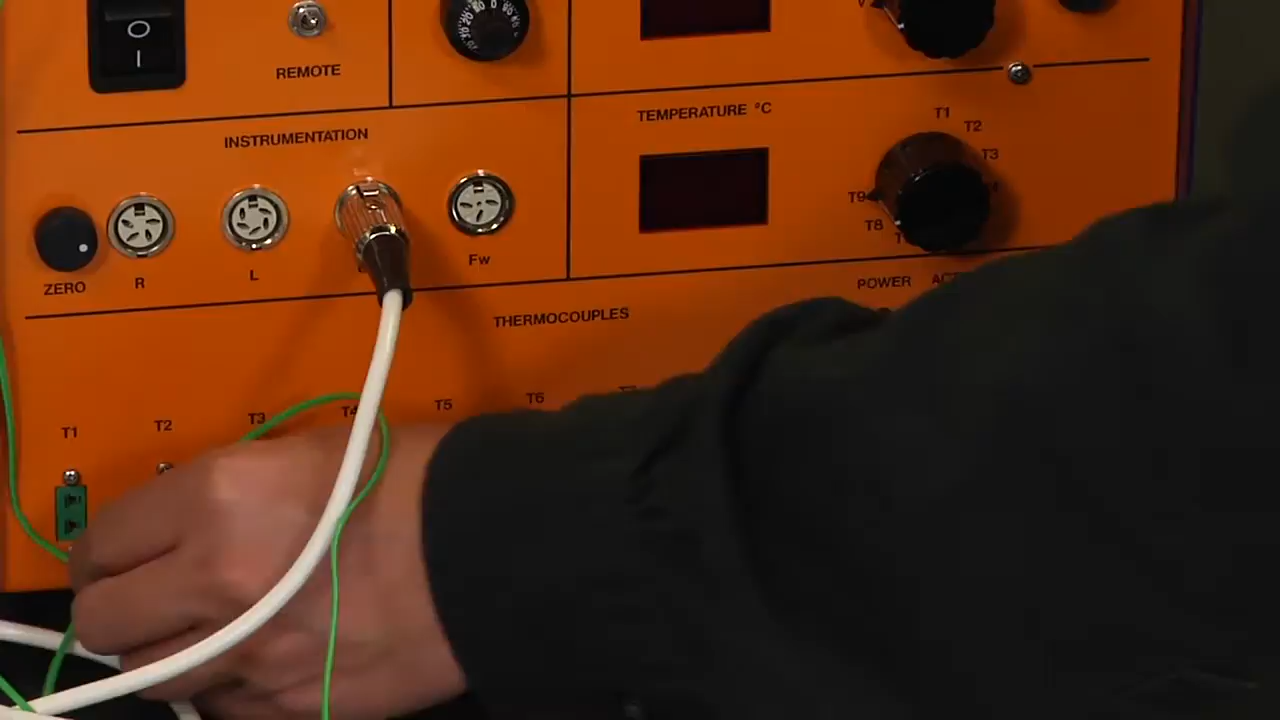 REMOTE
INSTRUMENTATION
ZERO
R
L
Fw
TEMPERATURE °C
T1
T2
T3
T9
T8
POWER
THERMOCOUPLES
T1
T2
T3
T4
T5
T6